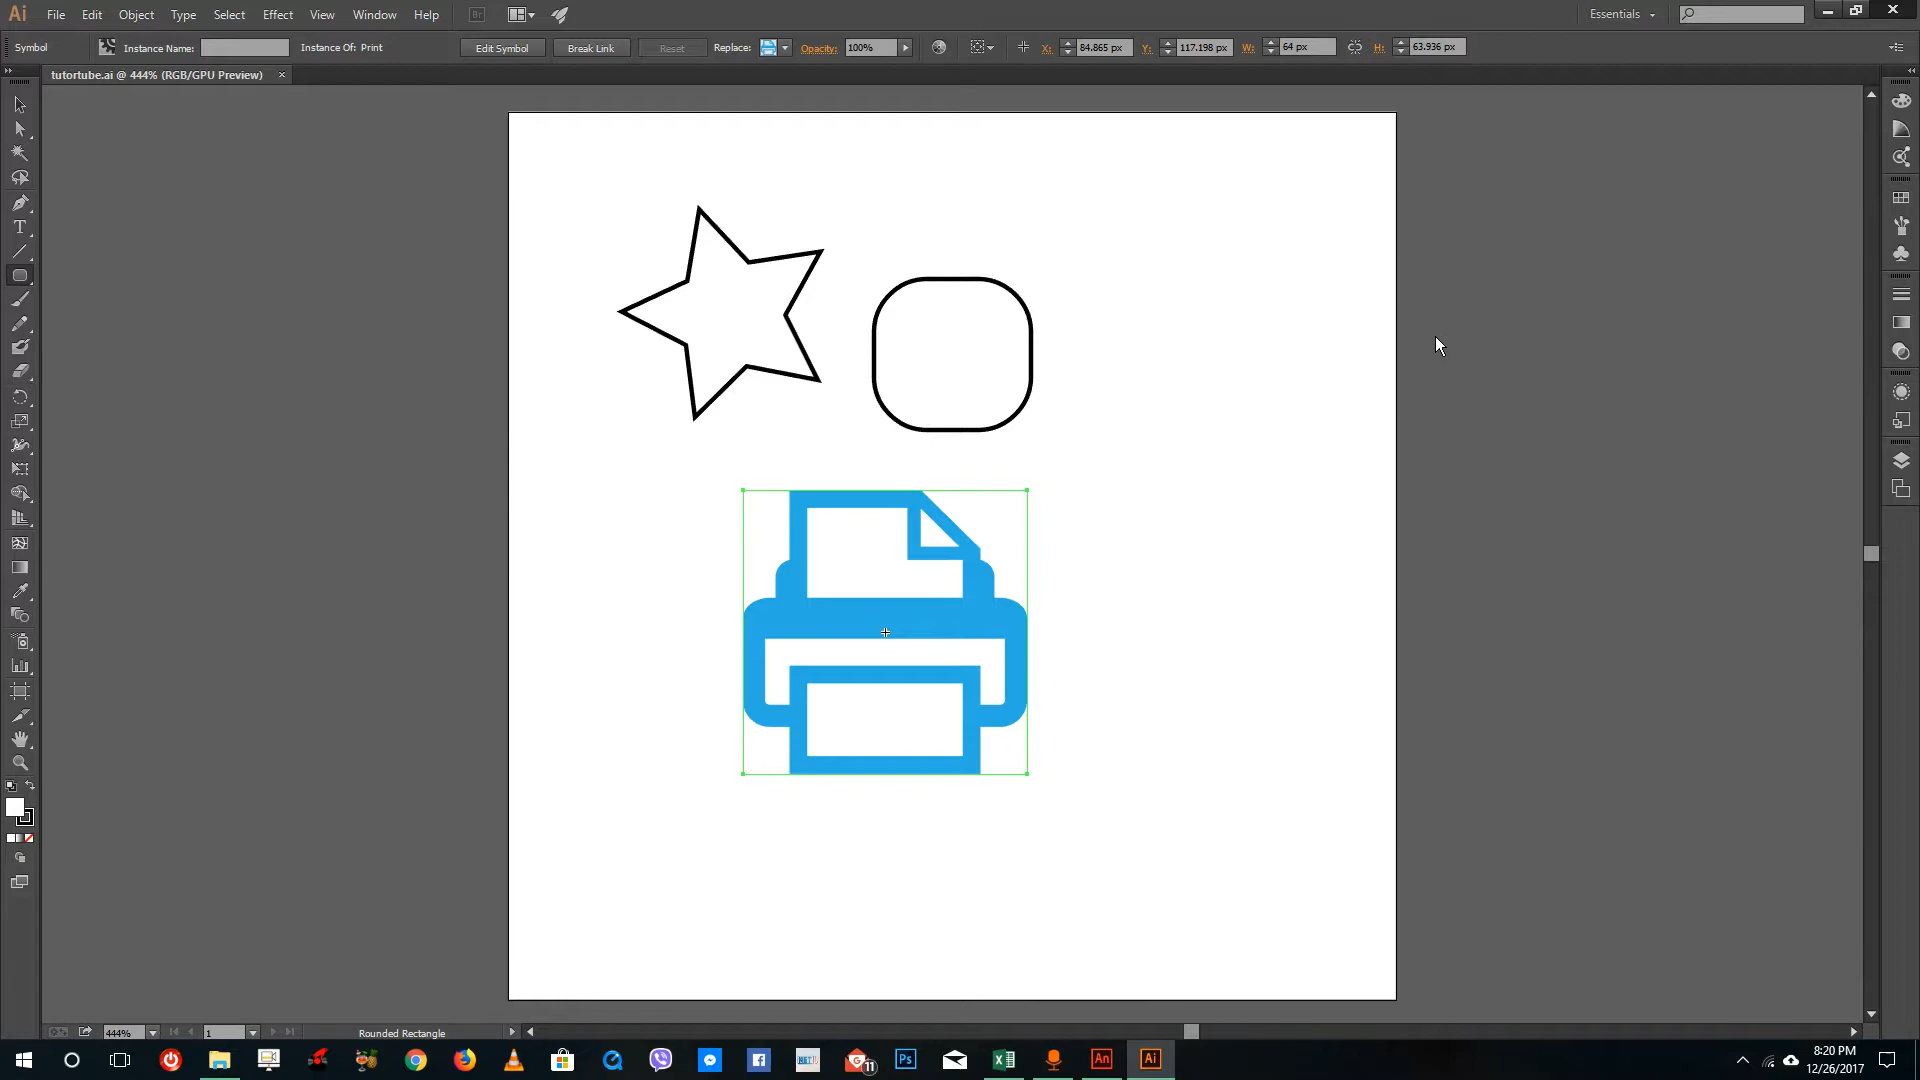 Ai File Edit Object Type Select Effect View Window Help Br Essentials
Symbol Instance Name: Instance Of: Print Edit Symbol Break Link Reset Replace: Opacity: 100% X: 84.865 px Y: 117.198 px W: 64 px H: 63.936 px
tutortube.ai @ 444% (RGB/GPU Preview) ×
T
444% 1 Rounded Rectangle
11 Ps An Ai
8:20 PM
12/26/2017